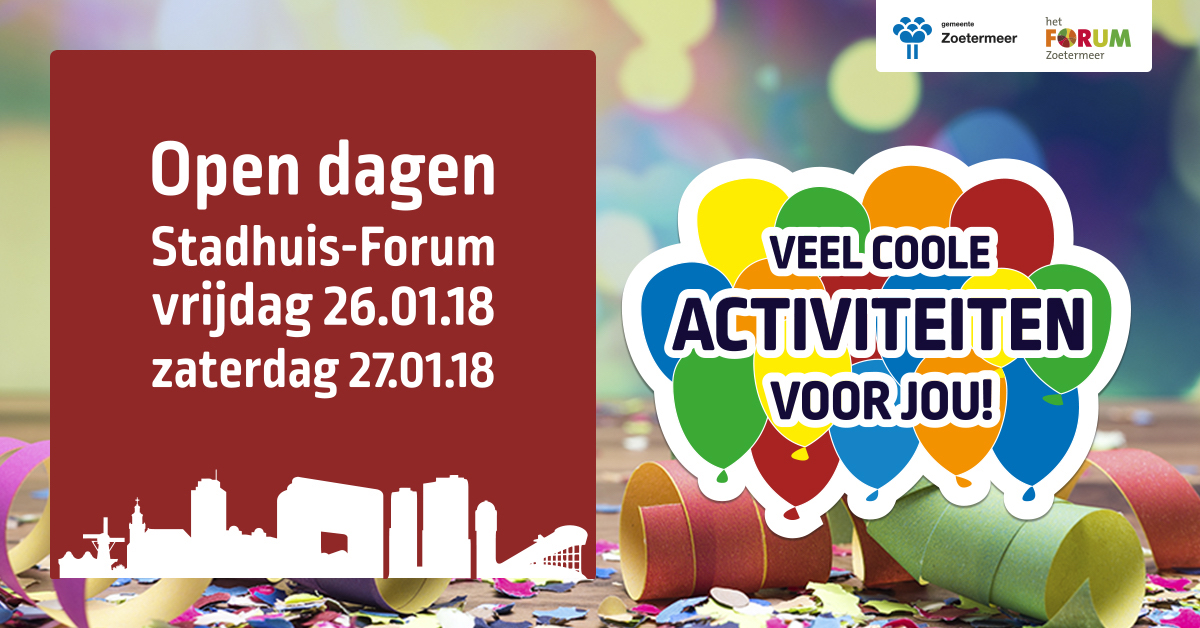 gemeente
Zoetermeer
het
FORUM
Zoetermeer
Open dagen
Stadhuis-Forum
vrijdag 26.01.18
zaterdag 27.01.18
VEEL COOLE
ACTIVITEITEN
VOOR JOU!